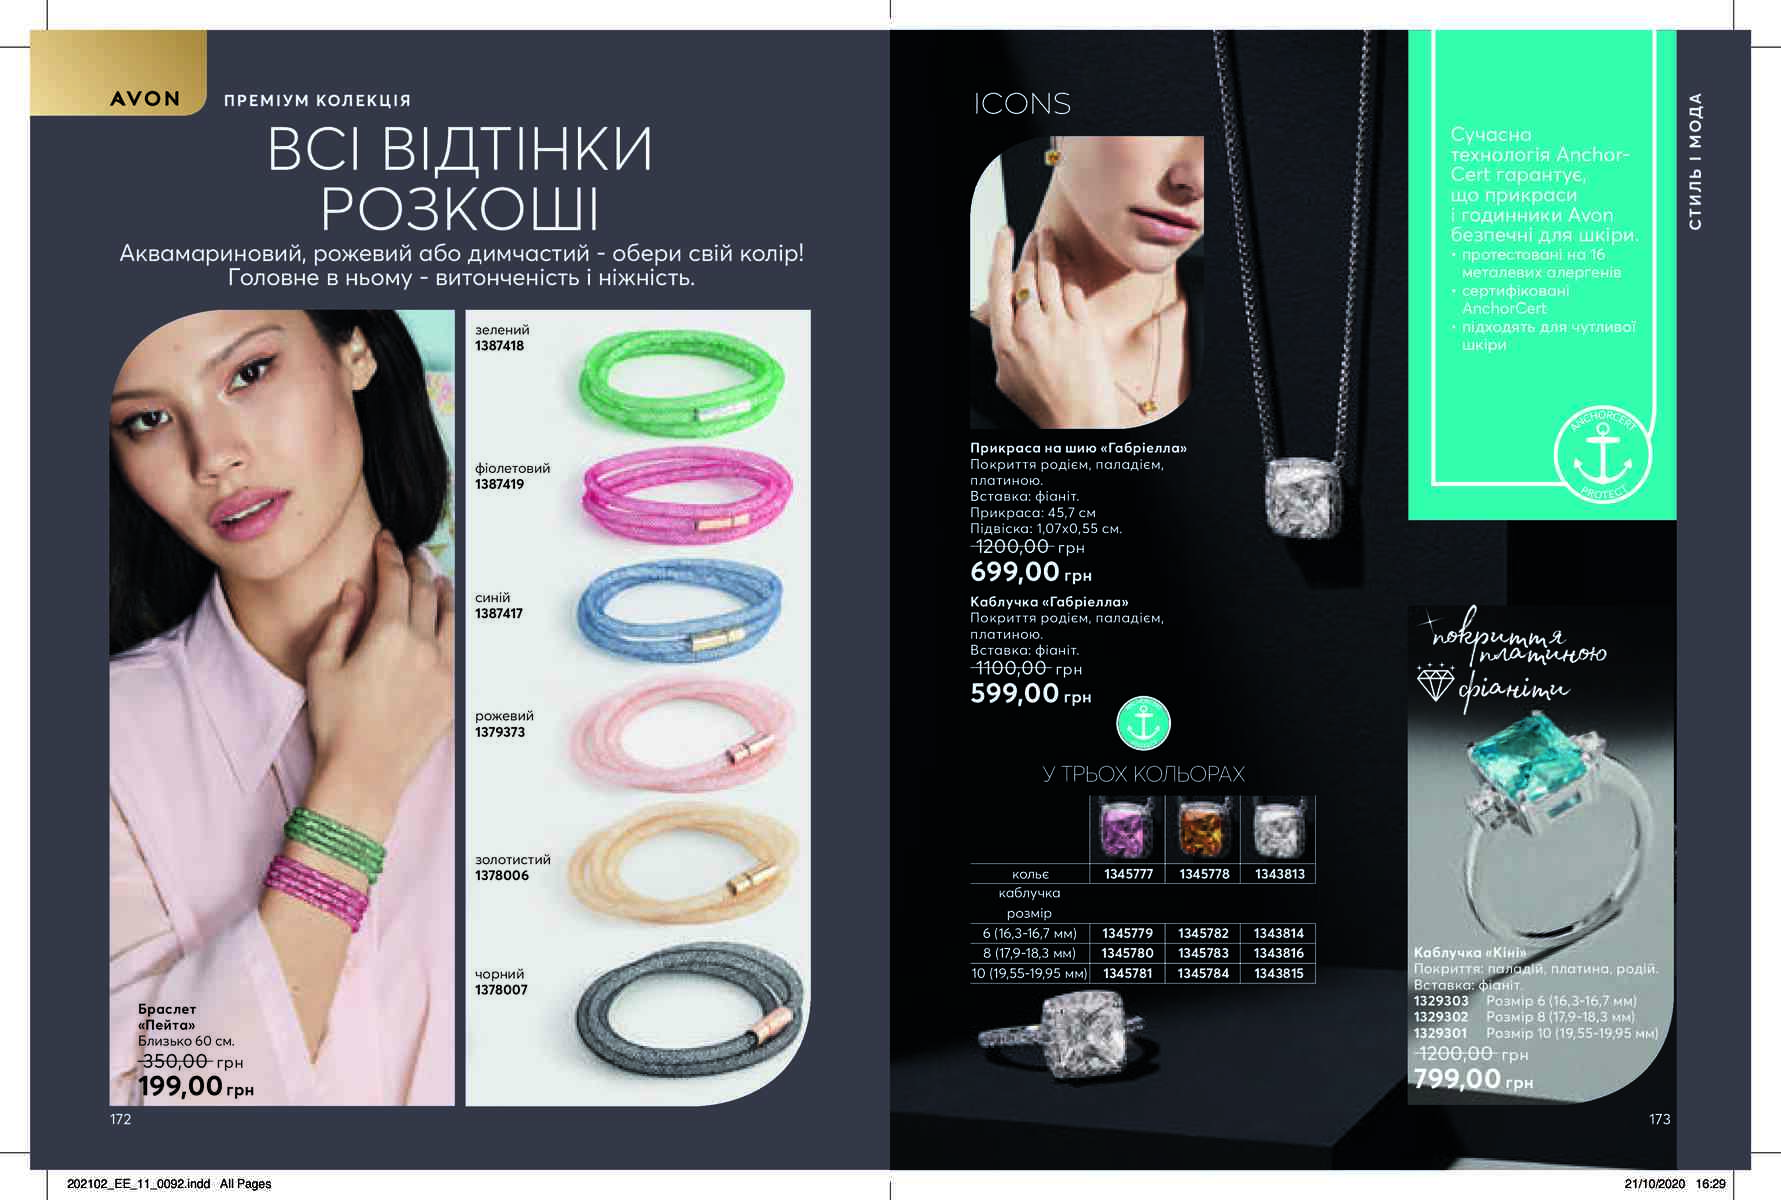 AVON
ПРЕМІУМ КОЛЕКЦІЯ
ВСІ ВІДТІНКИ
РОЗКОШІ
Аквамариновий, рожевий або димчастий - обери свій колір!
Головне в ньому - витонченість і ніжність.
зелений
1387418
фіолетовий
1387419
синій
1387417
рожевий
1379373
золотистий
1378006
чорний
1378007
Браслет
«Пейта»
Близько 60 см.
350,00 грн
199,00 грн
172
ICONS
Прикраса на шию «Габріелла»
Покриття родієм, паладієм,
платиною.
Вставка: фіаніт.
Прикраса: 45,7 см
Підвіска: 1,07х0,55 см.
1200,00 грн
699,00 грн
Каблучка «Габріелла»
Покриття родієм, паладієм,
платиною.
Вставка: фіаніт.
1100,00 грн
599,00 грн
У ТРЬОХ КОЛЬОРАХ
кольє 1345777 1345778 1343813
каблучка
розмір
6 (16,3-16,7 мм) 1345779 1345782 1343814
8 (17,9-18,3 мм) 1345780 1345783 1343816
10 (19,55-19,95 мм) 1345781 1345784 1343815
Сучасна
технологія Anchor-
Cert гарантує,
що прикраси
і годинники Avon
безпечні для шкіри.
• протестовані на 16
металевих алергенів
• сертифіковані
AnchorCert
• підходять для чутливої
шкіри
ANCHORCERT
PROTECT
СТИЛЬ І МОДА
покриття
платиною
фіаніти
Каблучка «Кіні»
Покриття: паладій, платина, родій.
Вставка: фіаніт.
1329303 Розмір 6 (16,3-16,7 мм)
1329302 Розмір 8 (17,9-18,3 мм)
1329301 Розмір 10 (19,55-19,95 мм)
1200,00 грн
799,00 грн
173
202102_EE_11_0092.indd All Pages
21/10/2020 16:29